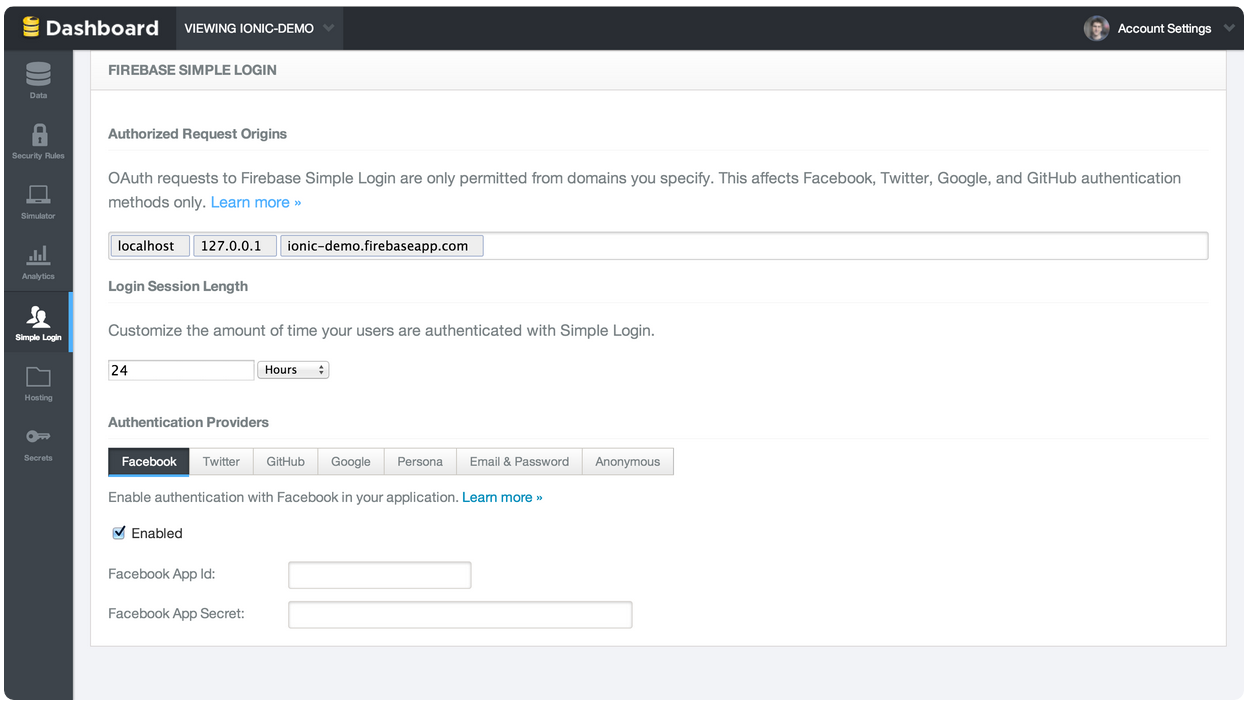 Dashboard VIEWING IONIC-DEMO Account Settings
Data
Security Rules
Simulator
Analytics
Simple Login
Hosting
Secrets
FIREBASE SIMPLE LOGIN
Authorized Request Origins
OAuth requests to Firebase Simple Login are only permitted from domains you specify. This affects Facebook, Twitter, Google, and GitHub authentication
methods only. Learn more »
localhost 127.0.0.1 ionic-demo.firebaseapp.com
Login Session Length
Customize the amount of time your users are authenticated with Simple Login.
24 Hours
Authentication Providers
Facebook Twitter GitHub Google Persona Email & Password Anonymous
Enable authentication with Facebook in your application. Learn more »
Enabled
Facebook App Id:
Facebook App Secret: